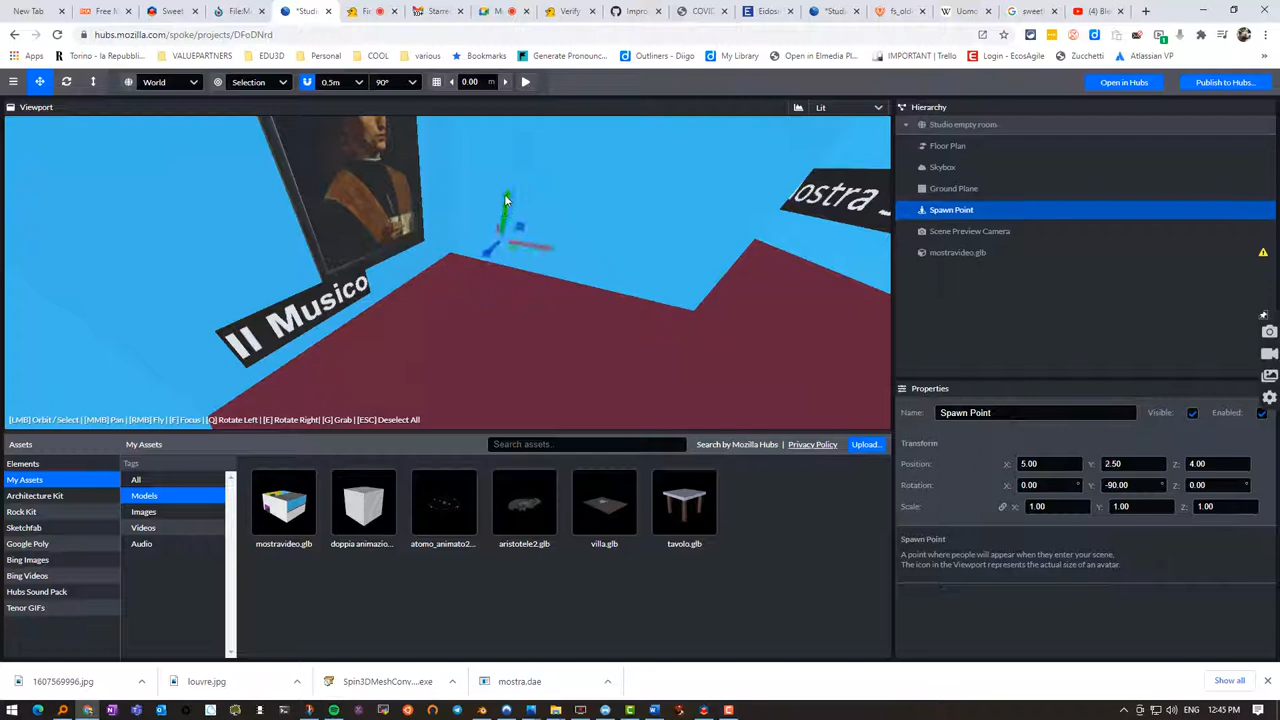 New Tab
Free M
Sweet
File:M
*Studi
Fi
Starre
M
Verify
Impro
COVID
Eidos
*Studi
fs_old
Uomo
sweet
(4) Ble
hubs.mozilla.com/spoke/projects/DFoDNrd
Apps
Torino - la Repubbli...
VALUEPARTNERS
EDU3D
Personal
COOL
various
Bookmarks
Generate Pronounc...
Outliners - Diigo
My Library
Open in Elmedia Pl...
IMPORTANT | Trello
Login - EcosAgile
Zucchetti
Atlassian VP
World
Selection
0.5m
90°
0.00 m
Open in Hubs
Publish to Hubs...
Viewport
Lit
Hierarchy
Studio empty room
Floor Plan
Skybox
Ground Plane
Spawn Point
Scene Preview Camera
mostravideo.glb
Il Musico
ostra
[LMB] Orbit / Select | [MMB] Pan | [RMB] Fly | [F] Focus | [Q] Rotate Left | [E] Rotate Right | [G] Grab | [ESC] Deselect All
Properties
Name:
Spawn Point
Visible:
Enabled:
Transform
Position: X: 5.00 Y: 2.50 Z: 4.00
Rotation: X: 0.00 ° Y: -90.00 ° Z: 0.00 °
Scale: X: 1.00 Y: 1.00 Z: 1.00
Spawn Point
A point where people will appear when they enter your scene.
The icon in the Viewport represents the actual size of an avatar.
Assets
My Assets
Search assets...
Search by Mozilla Hubs | Privacy Policy
Upload...
Elements
My Assets
Architecture Kit
Rock Kit
Sketchfab
Google Poly
Bing Images
Bing Videos
Hubs Sound Pack
Tenor GIFs
Tags
All
Models
Images
Videos
Audio
mostravideo.glb
doppia animazio...
atomo_animato2...
aristotele2.glb
villa.glb
tavolo.glb
1607569996.jpg
louvre.jpg
Spin3DMeshConv....exe
mostra.dae
Show all
12:45 PM